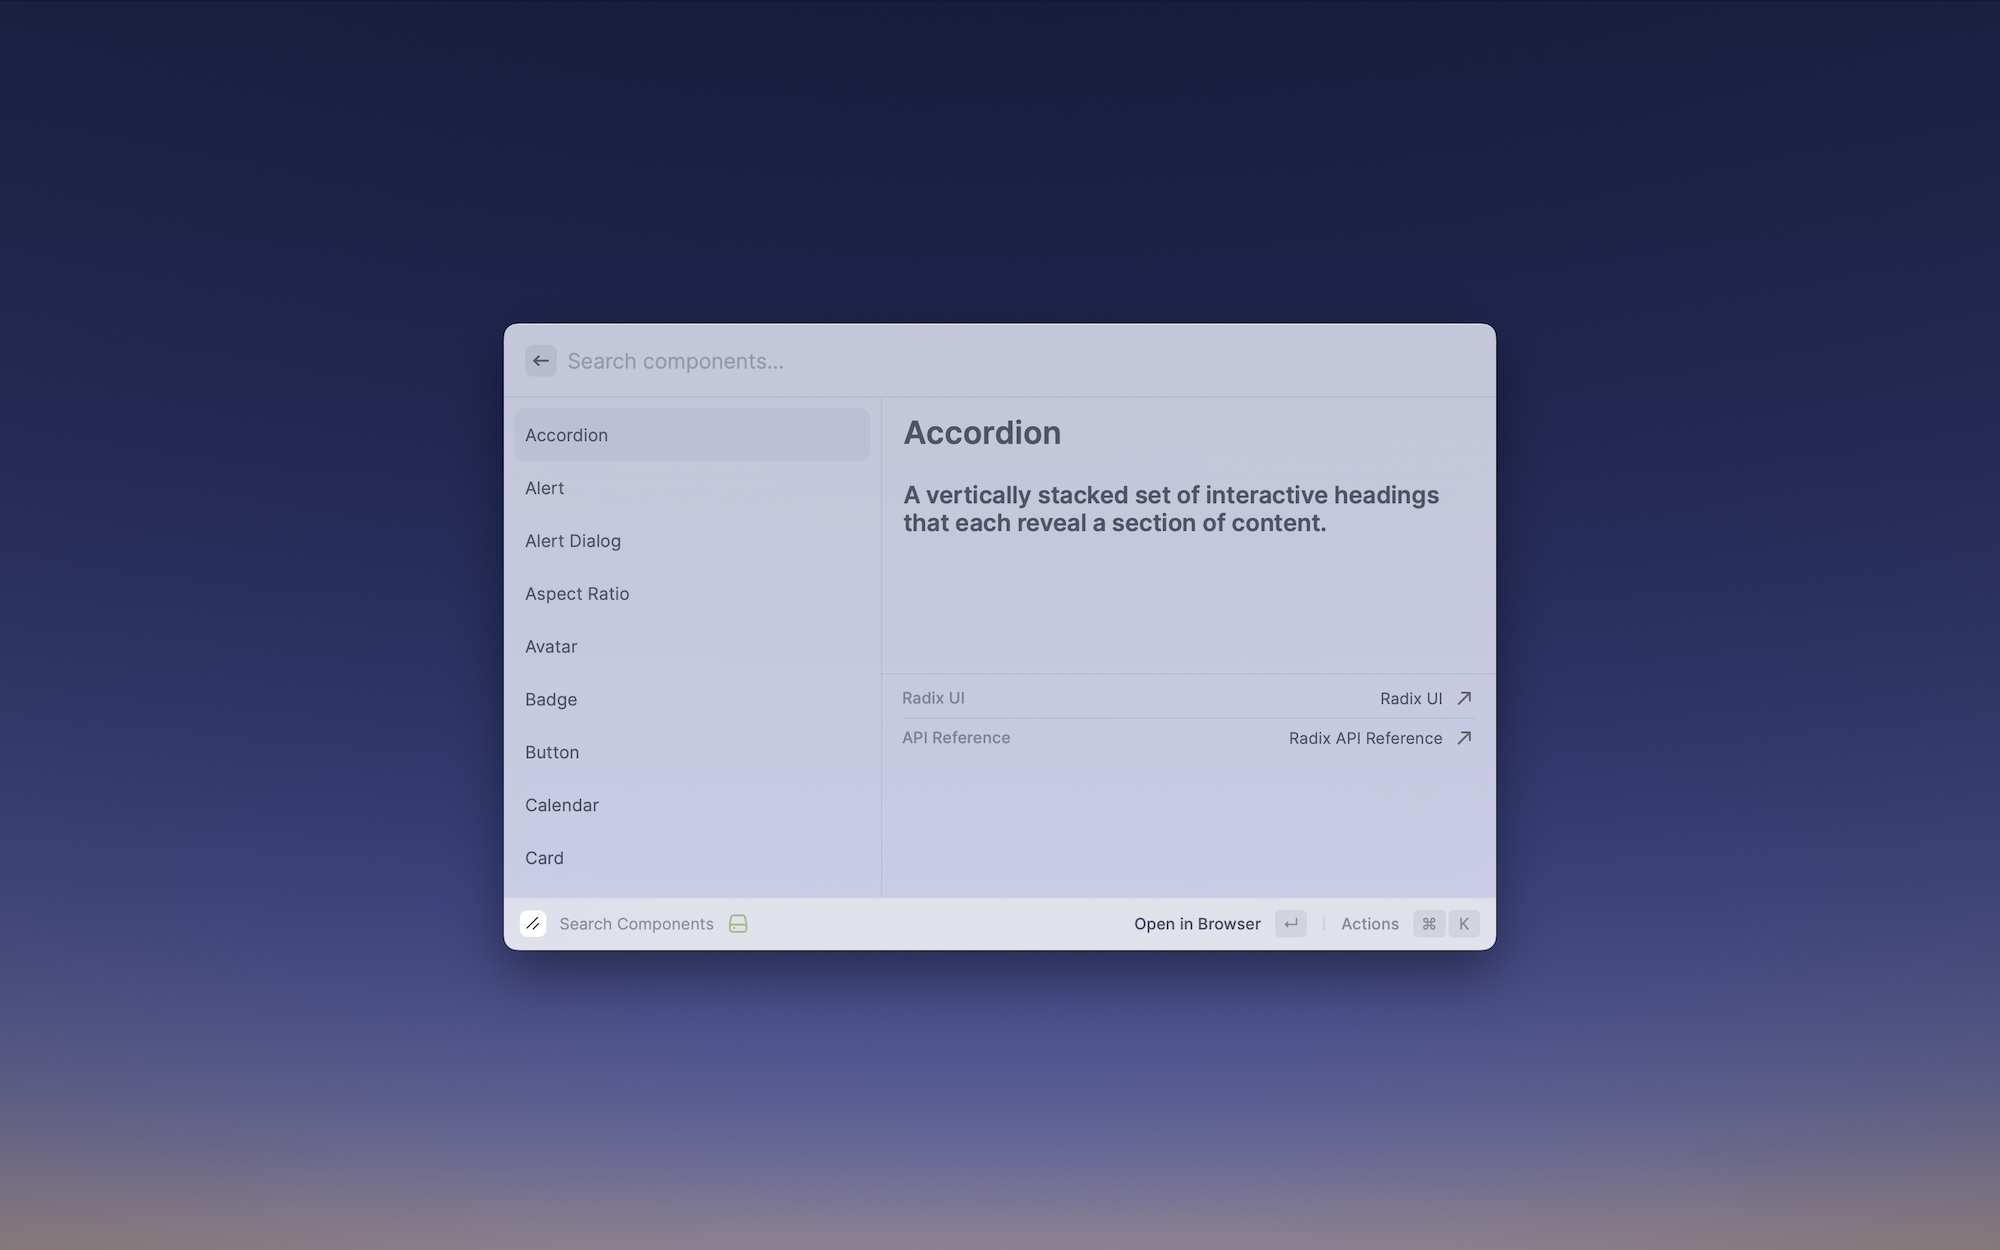 Search components...
Accordion
Alert
Alert Dialog
Aspect Ratio
Avatar
Badge
Button
Calendar
Card
Accordion
A vertically stacked set of interactive headings
that each reveal a section of content.
Radix UI Radix UI
API Reference Radix API Reference
Search Components Open in Browser Actions ⌘ K